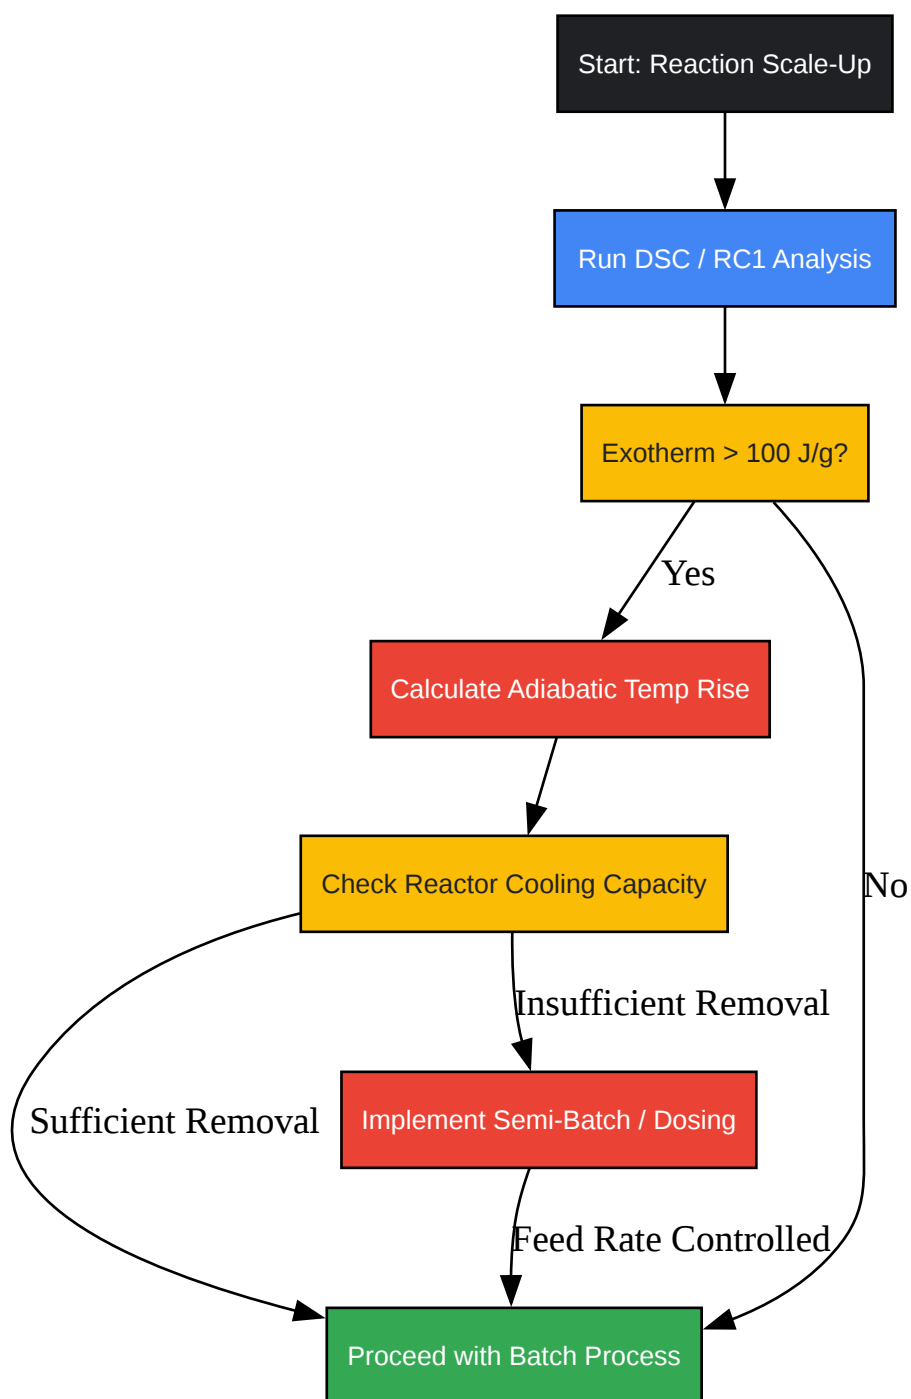 Start: Reaction Scale-Up
Run DSC / RC1 Analysis
Exotherm > 100 J/g?
Yes
Calculate Adiabatic Temp Rise
Check Reactor Cooling Capacity
No
Insufficient Removal
Sufficient Removal
Implement Semi-Batch / Dosing
Feed Rate Controlled
Proceed with Batch Process